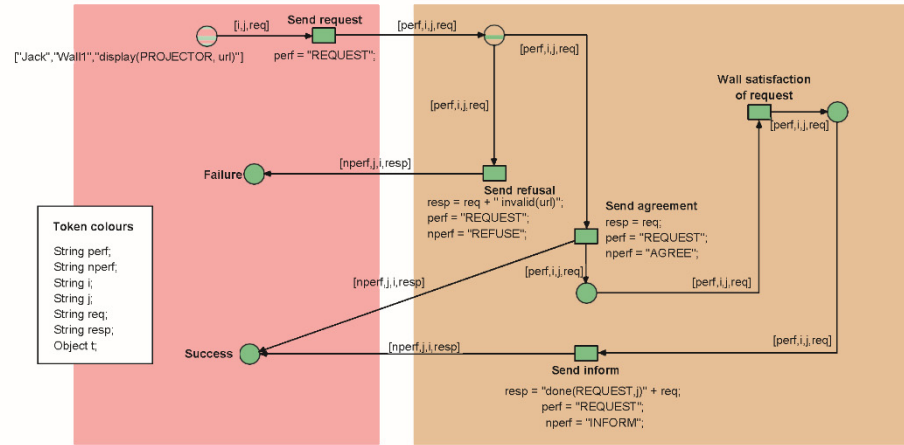 [i,j,req]
Send request
[perf,i,j,req]
["Jack","Wall1","display(PROJECTOR, url)"]
perf = "REQUEST";
[perf,i,j,req]
Wall satisfaction
of request
[perf,i,j,req]
[perf,i,j,req]
[nperf,j,i,resp]
Failure
Send refusal
resp = req + " invalid(url)";
perf = "REQUEST";
nperf = "REFUSE";
Send agreement
resp = req;
perf = "REQUEST";
nperf = "AGREE";
Token colours
String perf;
String nperf;
String i;
String j;
String req;
String resp;
Object t;
[perf,i,j,req]
[nperf,j,i,resp]
[perf,i,j,req]
Success
[nperf,j,i,resp]
[perf,i,j,req]
Send inform
resp = "done(REQUEST,j)" + req;
perf = "REQUEST";
nperf = "INFORM";